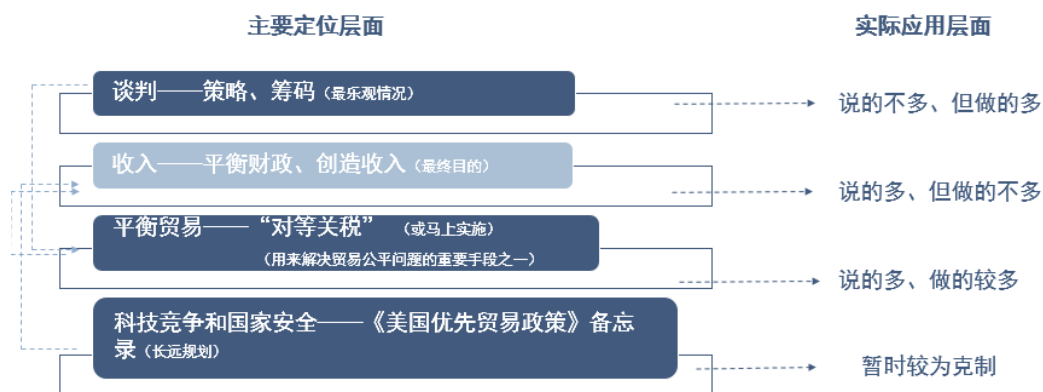 主要定位层面
实际应用层面
谈判——策略、筹码（最乐观情况）
说的不多、但做的多
收入——平衡财政、创造收入（最终目的）
说的多、但做的不多
平衡贸易——“对等关税”（或马上实施）
（用来解决贸易公平问题的重要手段之一）
说的多、做的较多
科技竞争和国家安全——《美国优先贸易政策》备忘
录（长远规划）
暂时较为克制